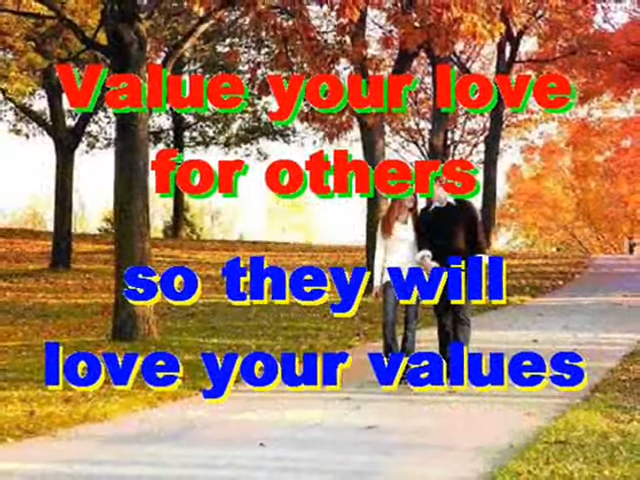 Value your love
for others
so they will
love your values